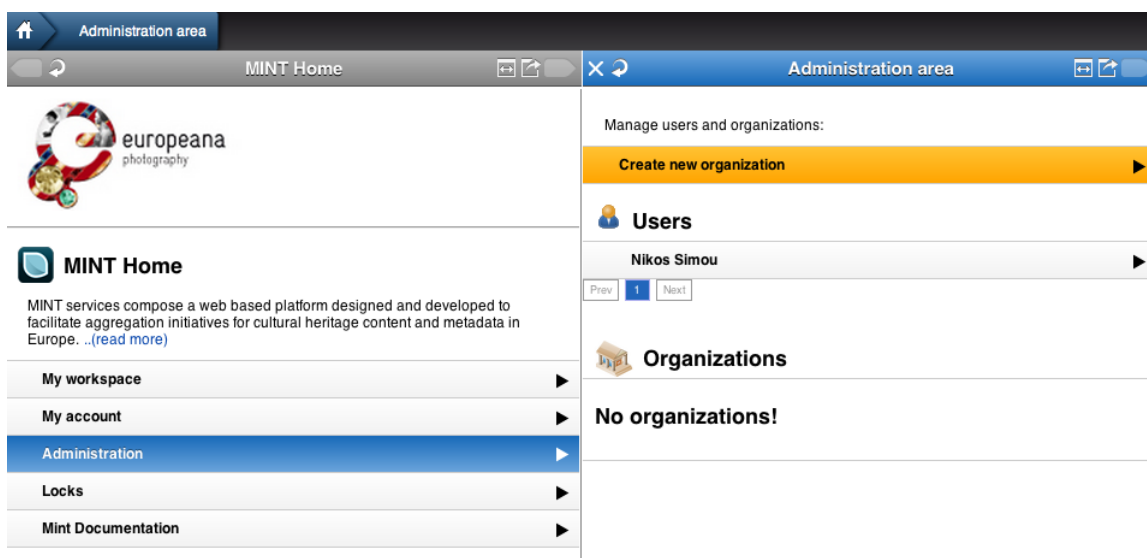 Administration area
MINT Home
europeana
photography
MINT Home
MINT services compose a web based platform designed and developed to
facilitate aggregation initiatives for cultural heritage content and metadata in
Europe. ..(read more)
My workspace
My account
Administration
Locks
Mint Documentation
Administration area
Manage users and organizations:
Create new organization
Users
Nikos Simou
Prev 1 Next
Organizations
No organizations!